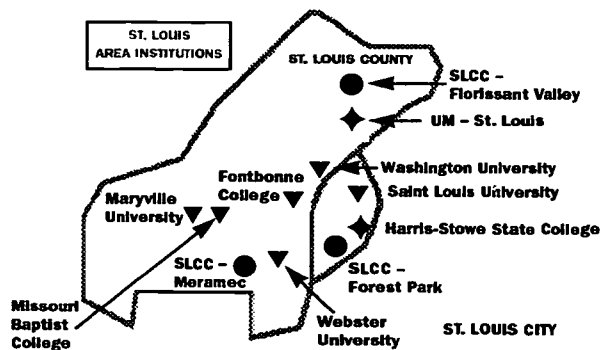 ST. LOUIS
AREA INSTITUTIONS
ST. LOUIS COUNTY
SLCC –
Florissant Valley
UM – St. Louis
Washington University
Fontbonne
College
Saint Louis University
Maryville
University
Harris-Stowe State College
SLCC –
Meramec
SLCC –
Forest Park
Missouri
Baptist
College
Webster
University
ST. LOUIS CITY